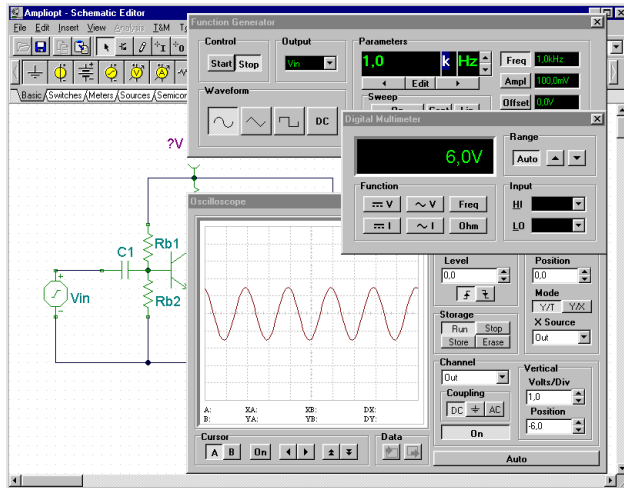 Ampliopt - Schematic Editor
File Edit Insert View Analysis I&M
Basic Switches Meters Sources Semicon
?V
C1
Rb1
Rb2
Vin
+
Function Generator
Control
Start Stop
Output
Vin
Parameters
1,0 k Hz
Edit
Sweep
Freq 1,0kHz
Ampl 100,0mV
Offset 0,0V
Waveform
DC
Digital Multimeter
6,0V
Range
Auto
Function
V V Freq
I I Ohm
Input
HI
LO
Oscilloscope
A: XA: XB: DX:
B: YA: YB: DY:
Cursor
A B On
Data
Level
0,0
Position
0,0
Mode
Y/T Y/X
X Source
Out
Storage
Run Stop
Store Erase
Channel
Out
Coupling
DC AC
On
Vertical
Volts/Div
1,0
Position
-6,0
Auto